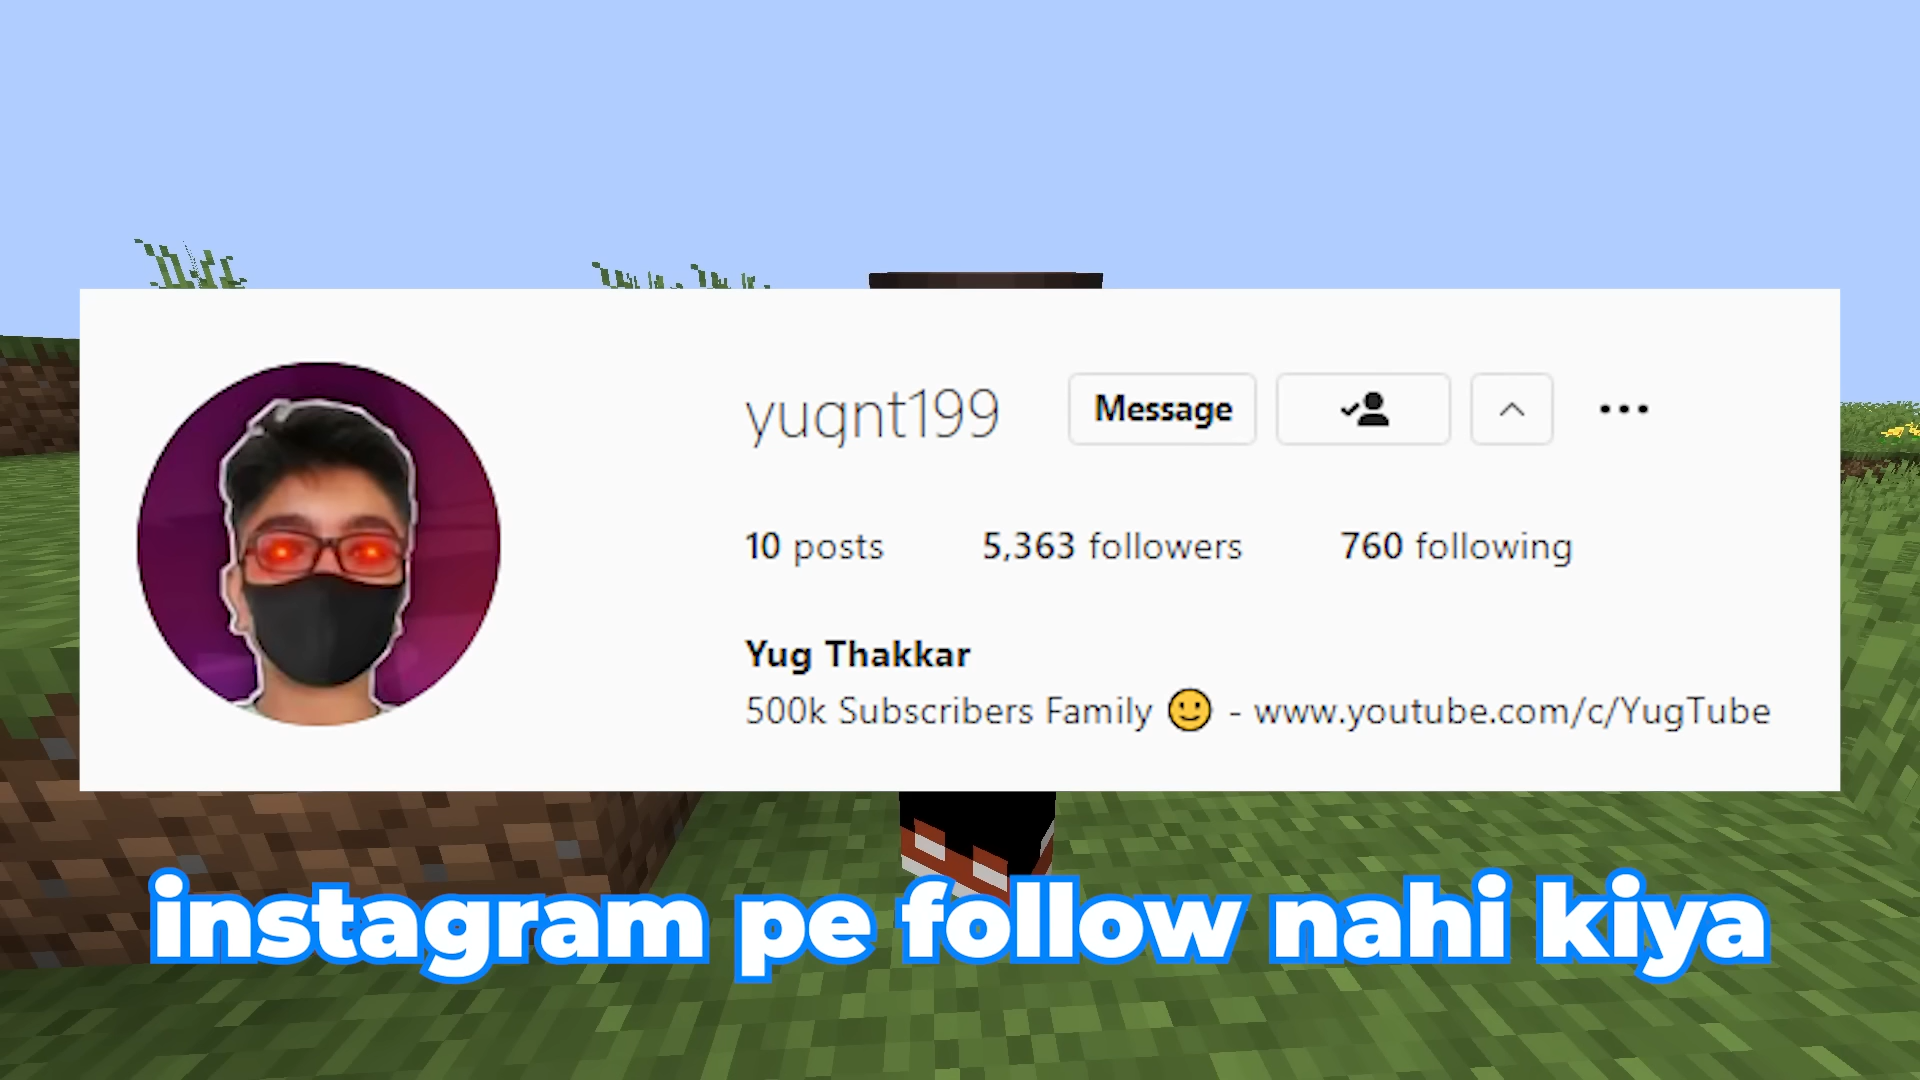 yuqnt199 Message
10 posts 5,363 followers 760 following
Yug Thakkar
500k Subscribers Family 🙂 - www.youtube.com/c/YugTube
instagram pe follow nahi kiya